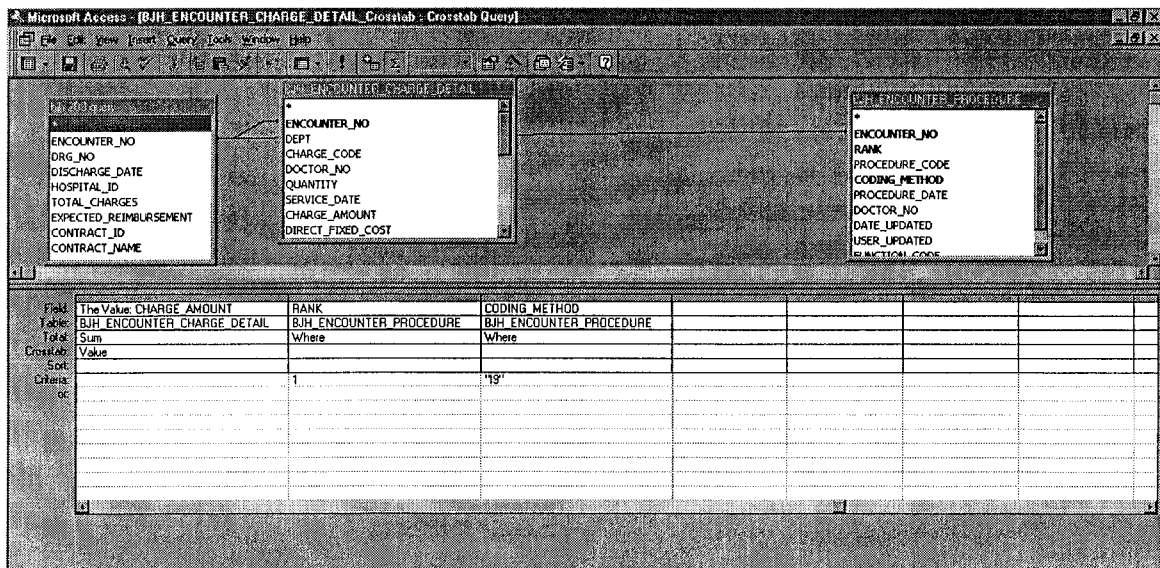 Microsoft Access - [BJH_ENCOUNTER_CHARGE_DETAIL_Crosstab : Crosstab Query]
File Edit View Insert Query Tools Window Help
BJH_ENCOUNTER_CHARGE_DETAIL
*
ENCOUNTER_NO
DEPT
CHARGE_CODE
DOCTOR_NO
QUANTITY
SERVICE_DATE
CHARGE_AMOUNT
DIRECT_FIXED_COST
*
ENCOUNTER_NO
DRG_NO
DISCHARGE_DATE
HOSPITAL_ID
TOTAL_CHARGES
EXPECTED_REIMBURSEMENT
CONTRACT_ID
CONTRACT_NAME
BJH_ENCOUNTER_PROCEDURE
*
ENCOUNTER_NO
RANK
PROCEDURE_CODE
CODING_METHOD
PROCEDURE_DATE
DOCTOR_NO
DATE_UPDATED
USER_UPDATED
FUNCTION_CODE
Field: The Value: CHARGE_AMOUNT RANK CODING_METHOD
Table: BJH_ENCOUNTER_CHARGE_DETAIL BJH_ENCOUNTER_PROCEDURE BJH_ENCOUNTER_PROCEDURE
Total: Sum Where Where
Crosstab: Value
Sort:
Criteria: 1 "I9"
or: